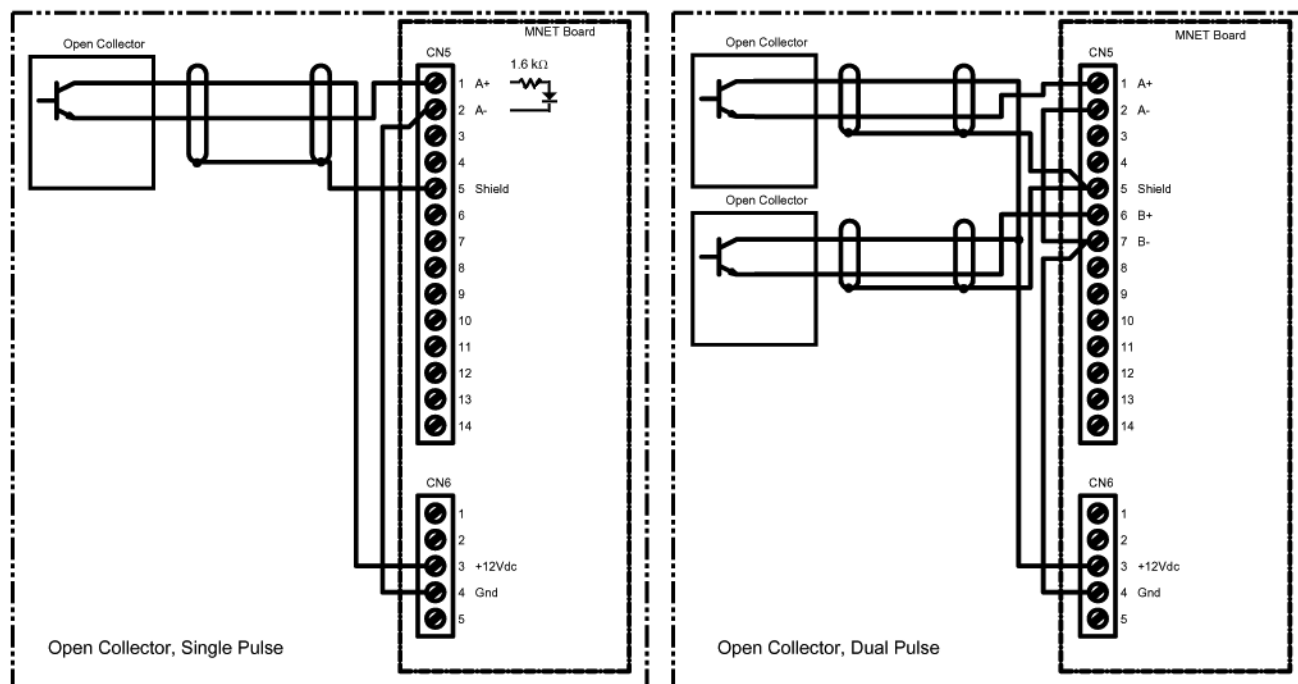 MNET Board
Open Collector
CN5
1.6 kΩ
1 A+
2 A-
3
4
5 Shield
6
7
8
9
10
11
12
13
14
CN6
1
2
3 +12Vdc
4 Gnd
5
Open Collector, Single Pulse
MNET Board
Open Collector
CN5
1 A+
2 A-
3
4
5 Shield
Open Collector
6 B+
7 B-
8
9
10
11
12
13
14
CN6
1
2
3 +12Vdc
4 Gnd
5
Open Collector, Dual Pulse